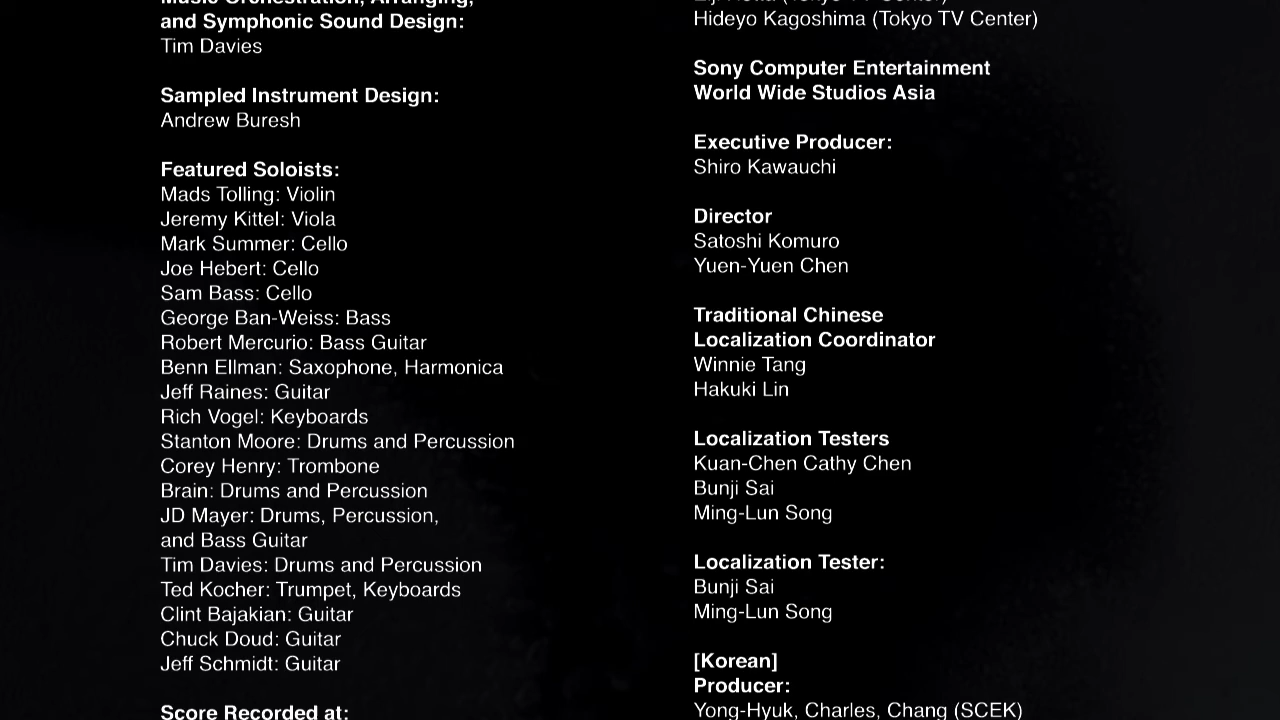 Music Orchestration, Arranging,
and Symphonic Sound Design:
Tim Davies
Sampled Instrument Design:
Andrew Buresh
Featured Soloists:
Mads Tolling: Violin
Jeremy Kittel: Viola
Mark Summer: Cello
Joe Hebert: Cello
Sam Bass: Cello
George Ban-Weiss: Bass
Robert Mercurio: Bass Guitar
Benn Ellman: Saxophone, Harmonica
Jeff Raines: Guitar
Rich Vogel: Keyboards
Stanton Moore: Drums and Percussion
Corey Henry: Trombone
Brain: Drums and Percussion
JD Mayer: Drums, Percussion,
and Bass Guitar
Tim Davies: Drums and Percussion
Ted Kocher: Trumpet, Keyboards
Clint Bajakian: Guitar
Chuck Doud: Guitar
Jeff Schmidt: Guitar
Score Recorded at:
(Tokyo TV Center)
Hideyo Kagoshima (Tokyo TV Center)
Sony Computer Entertainment
World Wide Studios Asia
Executive Producer:
Shiro Kawauchi
Director
Satoshi Komuro
Yuen-Yuen Chen
Traditional Chinese
Localization Coordinator
Winnie Tang
Hakuki Lin
Localization Testers
Kuan-Chen Cathy Chen
Bunji Sai
Ming-Lun Song
Localization Tester:
Bunji Sai
Ming-Lun Song
[Korean]
Producer:
Yong-Hyuk, Charles, Chang (SCEK)